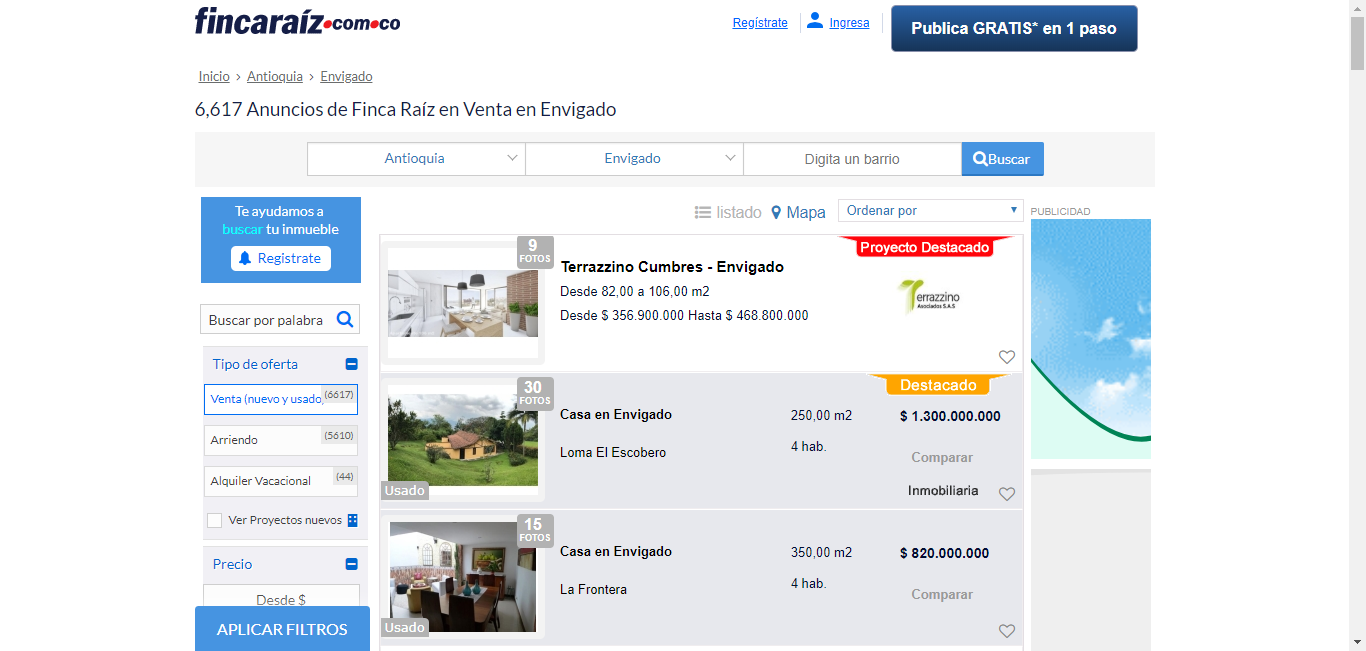 fincaraíz.com.co
Regístrate
Ingresa
Publica GRATIS* en 1 paso
Inicio › Antioquia › Envigado
6,617 Anuncios de Finca Raíz en Venta en Envigado
Antioquia
Envigado
Digita un barrio
Buscar
Te ayudamos a
buscar tu inmueble
Registrate
Buscar por palabra
Tipo de oferta
Venta (nuevo y usado) (6617)
Arriendo (5610)
Alquiler Vacacional (44)
Ver Proyectos nuevos
Precio
Desde $
APLICAR FILTROS
listado
Mapa
Ordenar por
PUBLICIDAD
9
FOTOS
Terrazzino Cumbres - Envigado
Desde 82,00 a 106,00 m2
Desde $ 356.900.000 Hasta $ 468.800.000
Proyecto Destacado
Terrazzino
Asociados S.A.S
30
FOTOS
Usado
Casa en Envigado
Loma El Escobero
250,00 m2
4 hab.
Destacado
$ 1.300.000.000
Comparar
Inmobiliaria
15
FOTOS
Usado
Casa en Envigado
La Frontera
350,00 m2
4 hab.
$ 820.000.000
Comparar